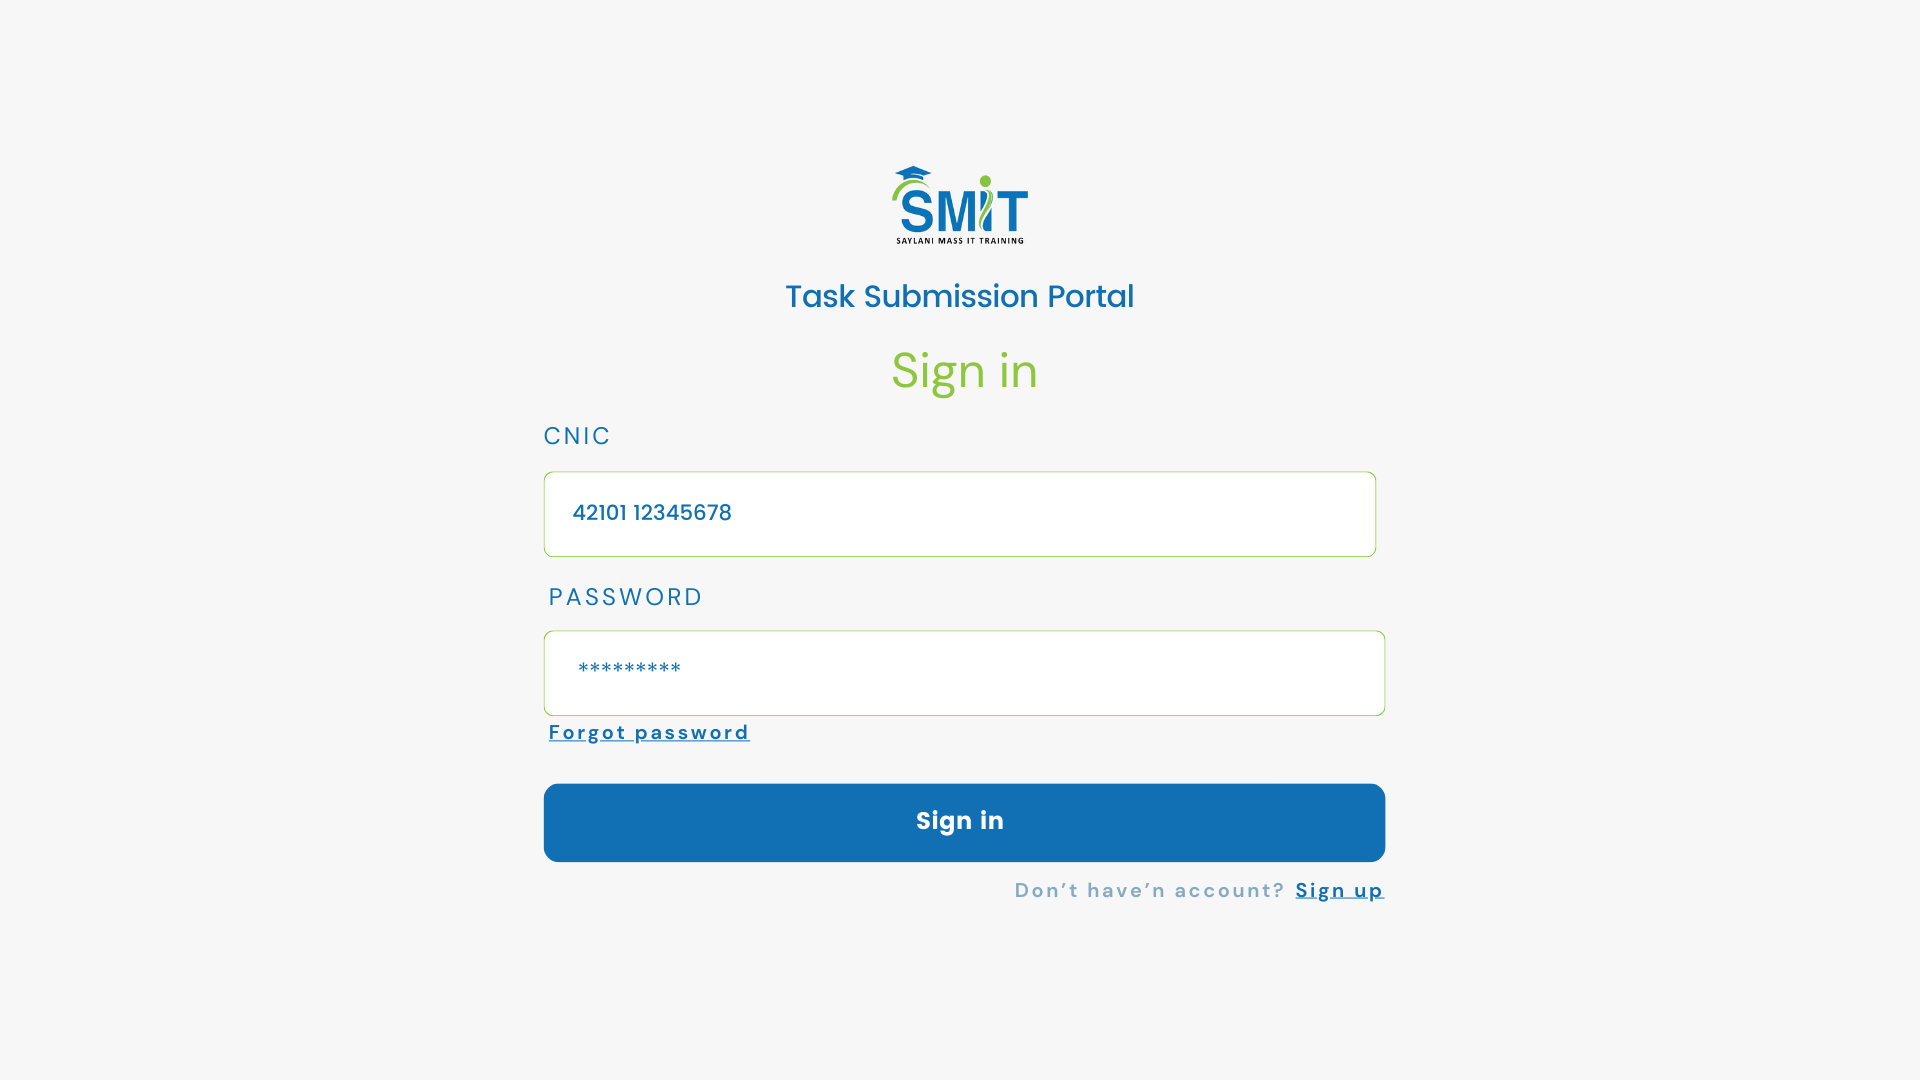 SMiT
SAYLANI MASS IT TRAINING
Task Submission Portal
Sign in
CNIC
42101 12345678
PASSWORD
*********
Forgot password
Sign in
Don’t have’n account? Sign up